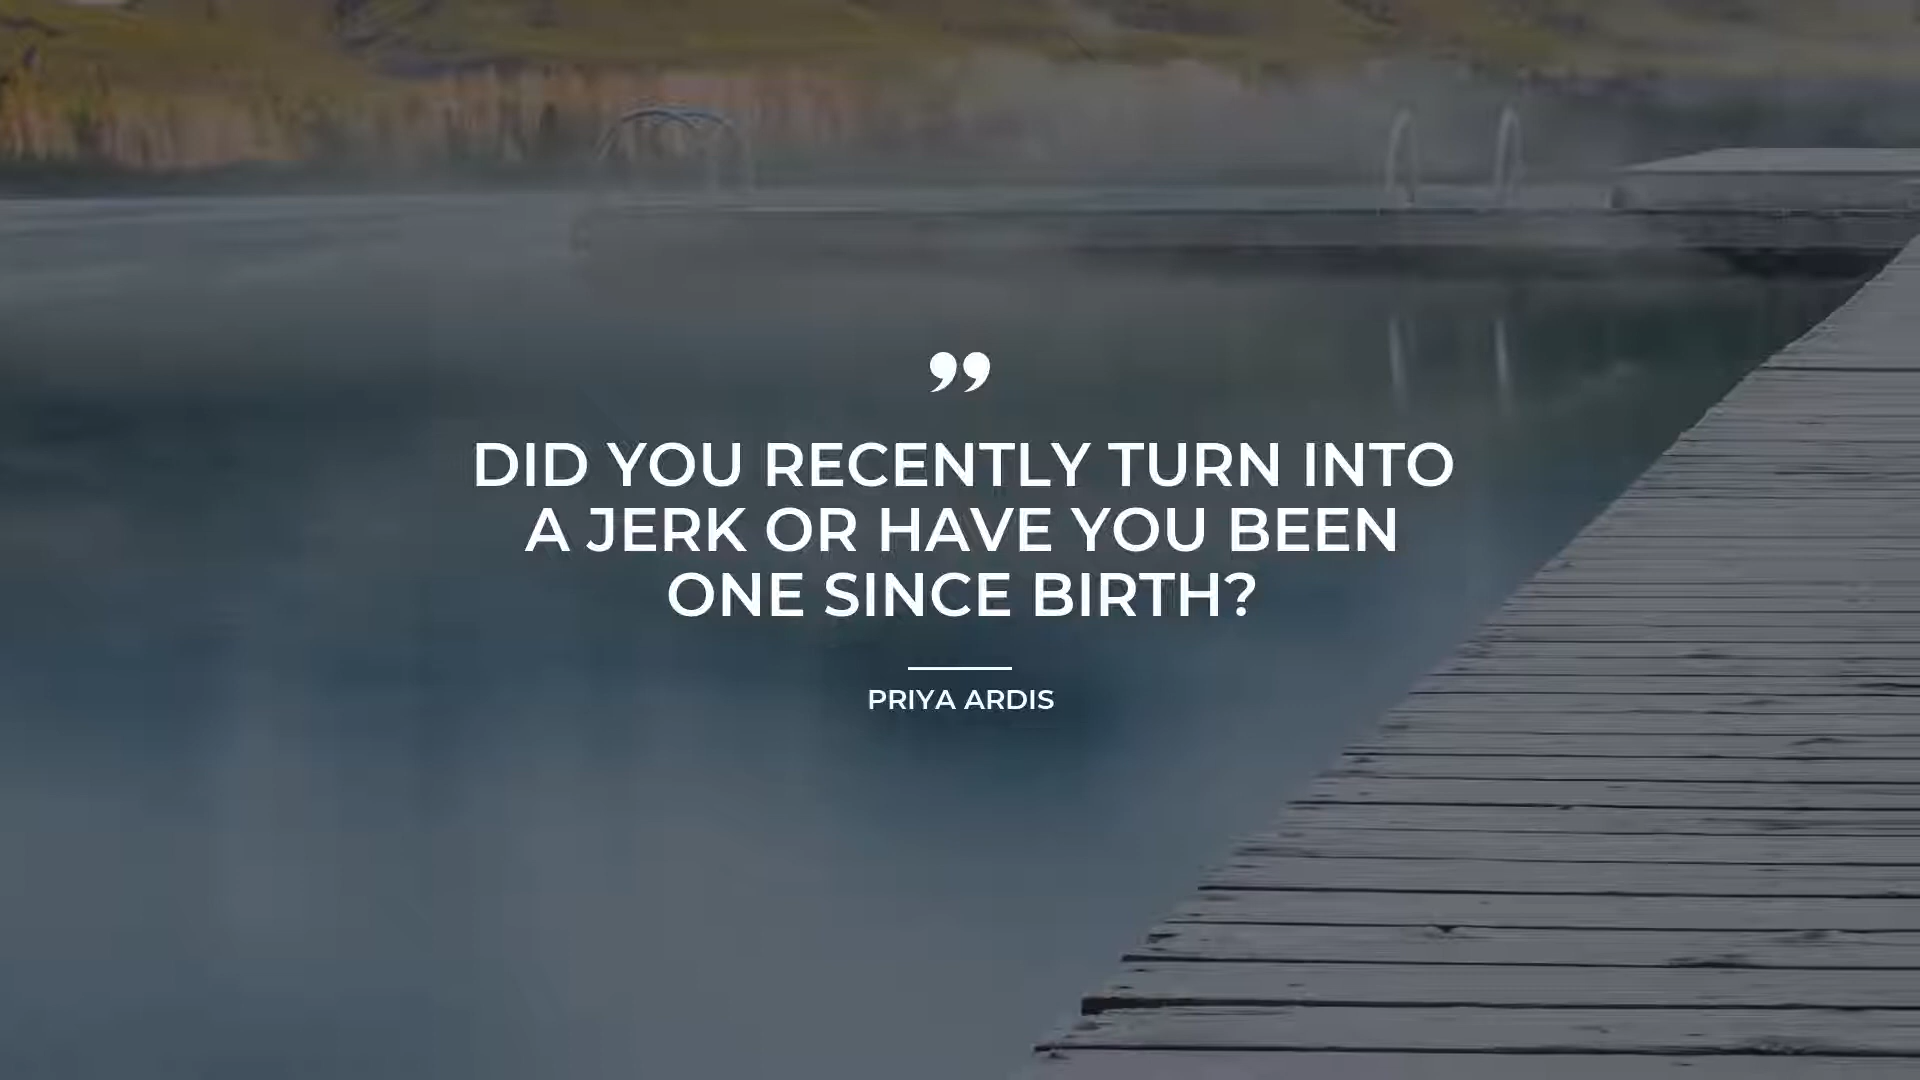 ”
DID YOU RECENTLY TURN INTO
A JERK OR HAVE YOU BEEN
ONE SINCE BIRTH?
PRIYA ARDIS